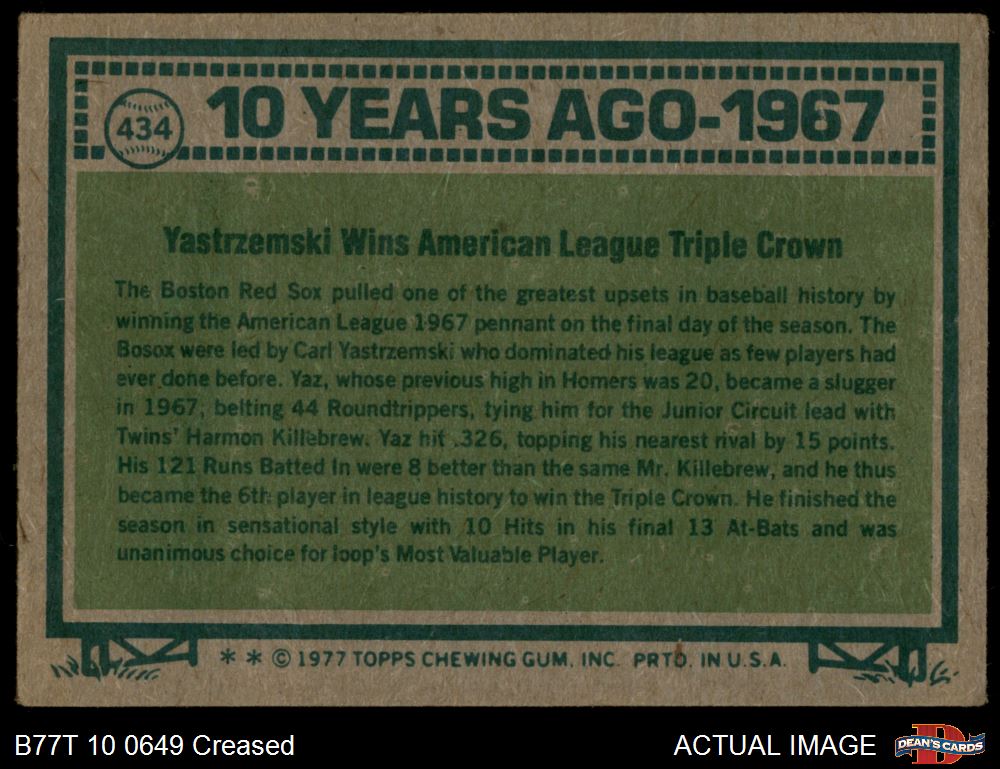 434
10 YEARS AGO-1967
Yastrzemski Wins American League Triple Crown
The Boston Red Sox pulled one of the greatest upsets in baseball history by
winning the American League 1967 pennant on the final day of the season. The
Bosox were led by Carl Yastrzemski who dominated his league as few players had
ever done before. Yaz, whose previous high in Homers was 20, became a slugger
in 1967, belting 44 Roundtrippers, tying him for the Junior Circuit lead with
Twins' Harmon Killebrew. Yaz hit .326, topping his nearest rival by 15 points.
His 121 Runs Batted In were 8 better than the same Mr. Killebrew, and he thus
became the 6th player in league history to win the Triple Crown. He finished the
season in sensational style with 10 Hits in his final 13 At-Bats and was
unanimous choice for loop's Most Valuable Player.
* * © 1977 TOPPS CHEWING GUM, INC. PRTD. IN U.S.A.
B77T 10 0649 Creased
ACTUAL IMAGE
DEAN'S CARDS